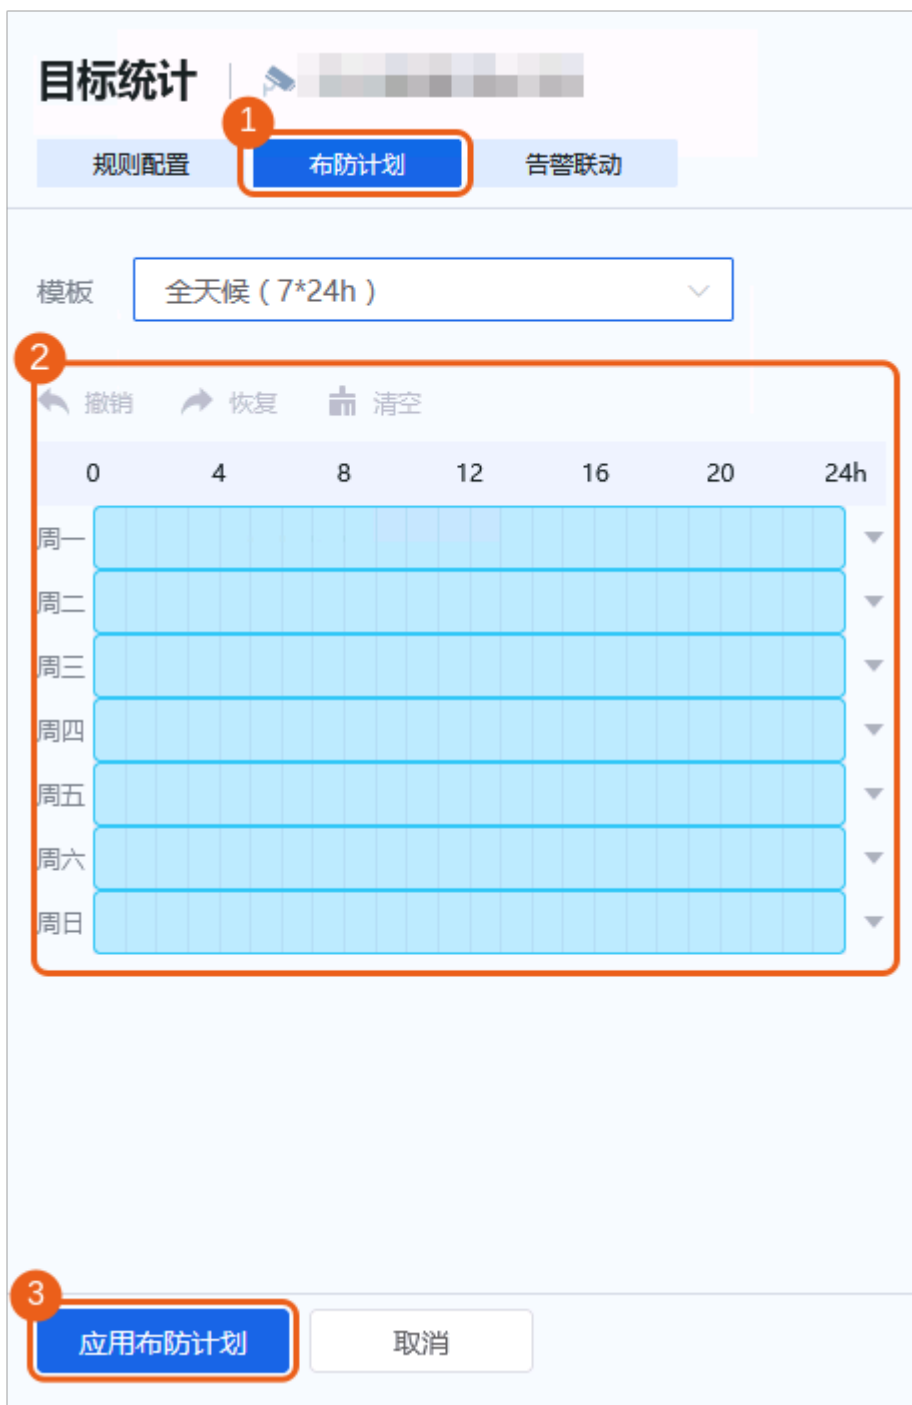 目标统计
1
规则配置 布防计划 告警联动
模板 全天候（7*24h）
2
撤销 恢复 清空
0 4 8 12 16 20 24h
周一
周二
周三
周四
周五
周六
周日
3
应用布防计划 取消